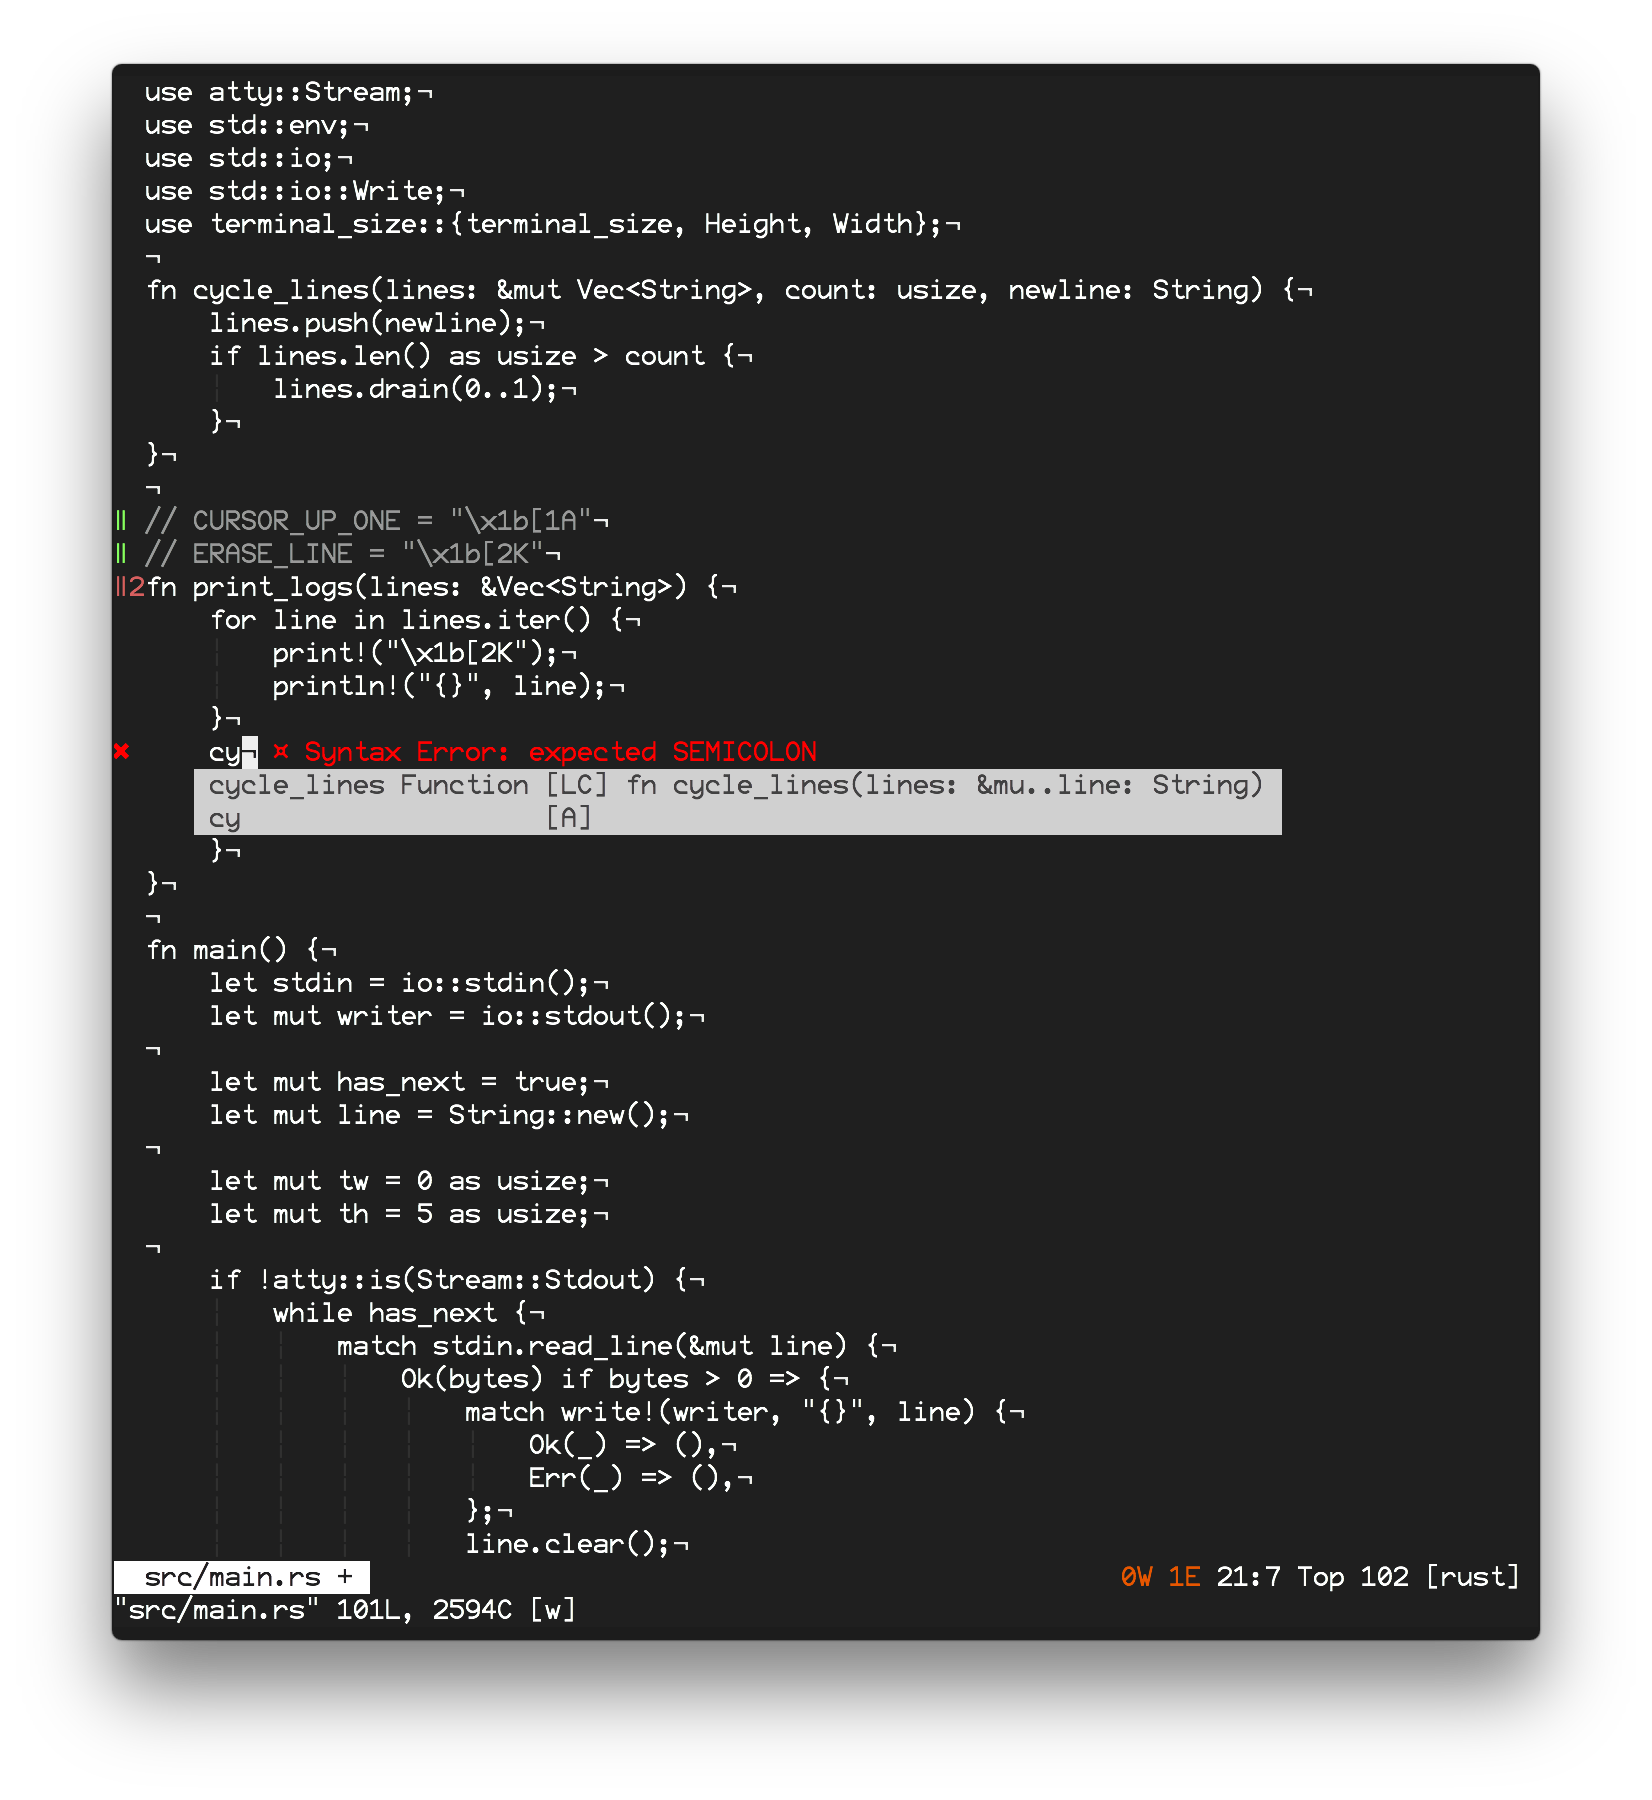 use atty::Stream;¬
use std::env;¬
use std::io;¬
use std::io::Write;¬
use terminal_size::{terminal_size, Height, Width};¬
¬
fn cycle_lines(lines: &mut Vec<String>, count: usize, newline: String) {¬
    lines.push(newline);¬
    if lines.len() as usize > count {¬
    ¦   lines.drain(0..1);¬
    }¬
}¬
¬
‖ // CURSOR_UP_ONE = "\x1b[1A"¬
‖ // ERASE_LINE = "\x1b[2K"¬
‖2fn print_logs(lines: &Vec<String>) {¬
    for line in lines.iter() {¬
    ¦   print!("\x1b[2K");¬
    ¦   println!("{}", line);¬
    }¬
✖    cy¬ ¤ Syntax Error: expected SEMICOLON
    cycle_lines Function [LC] fn cycle_lines(lines: &mu..line: String)
    cy                   [A]
    }¬
}¬
¬
fn main() {¬
    let stdin = io::stdin();¬
    let mut writer = io::stdout();¬
¬
    let mut has_next = true;¬
    let mut line = String::new();¬
¬
    let mut tw = 0 as usize;¬
    let mut th = 5 as usize;¬
¬
    if !atty::is(Stream::Stdout) {¬
    ¦   while has_next {¬
    ¦   ¦   match stdin.read_line(&mut line) {¬
    ¦   ¦   ¦   Ok(bytes) if bytes > 0 => {¬
    ¦   ¦   ¦   ¦   match write!(writer, "{}", line) {¬
    ¦   ¦   ¦   ¦   ¦   Ok(_) => (),¬
    ¦   ¦   ¦   ¦   ¦   Err(_) => (),¬
    ¦   ¦   ¦   ¦   };¬
    ¦   ¦   ¦   ¦   line.clear();¬
src/main.rs + 0W 1E 21:7 Top 102 [rust]
"src/main.rs" 101L, 2594C [w]